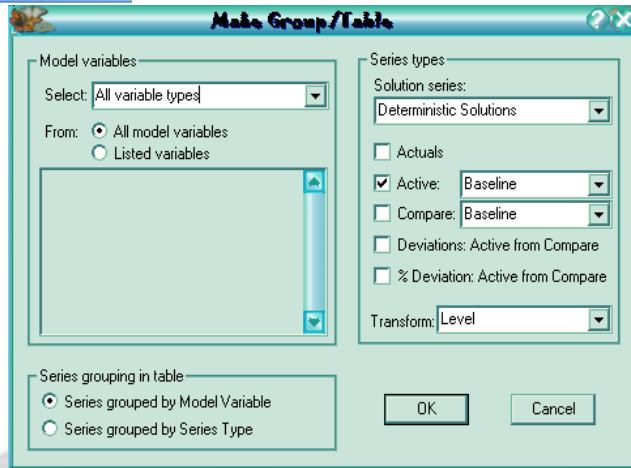 Make Group/Table
Model variables
Select: All variable types
From: All model variables
Listed variables
Series grouping in table
Series grouped by Model Variable
Series grouped by Series Type
Series types
Solution series:
Deterministic Solutions
Actuals
Active: Baseline
Compare: Baseline
Deviations: Active from Compare
% Deviation: Active from Compare
Transform: Level
OK
Cancel